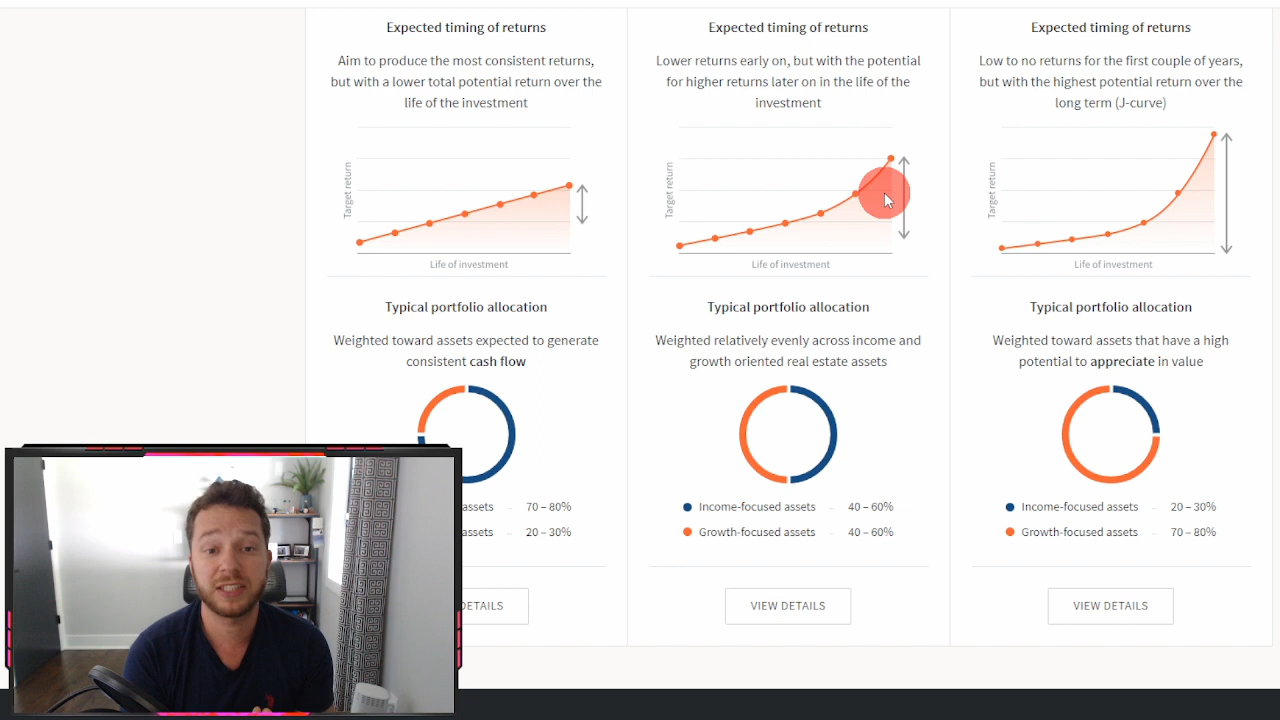 Expected timing of returns
Aim to produce the most consistent returns,
but with a lower total potential return over the
life of the investment
Target return
Life of investment
Typical portfolio allocation
Weighted toward assets expected to generate
consistent cash flow
assets 70 – 80%
assets 20 – 30%
DETAILS
Expected timing of returns
Lower returns early on, but with the potential
for higher returns later on in the life of the
investment
Target return
Life of investment
Typical portfolio allocation
Weighted relatively evenly across income and
growth oriented real estate assets
Income-focused assets 40 – 60%
Growth-focused assets 40 – 60%
VIEW DETAILS
Expected timing of returns
Low to no returns for the first couple of years,
but with the highest potential return over the
long term (J-curve)
Target return
Life of investment
Typical portfolio allocation
Weighted toward assets that have a high
potential to appreciate in value
Income-focused assets 20 – 30%
Growth-focused assets 70 – 80%
VIEW DETAILS